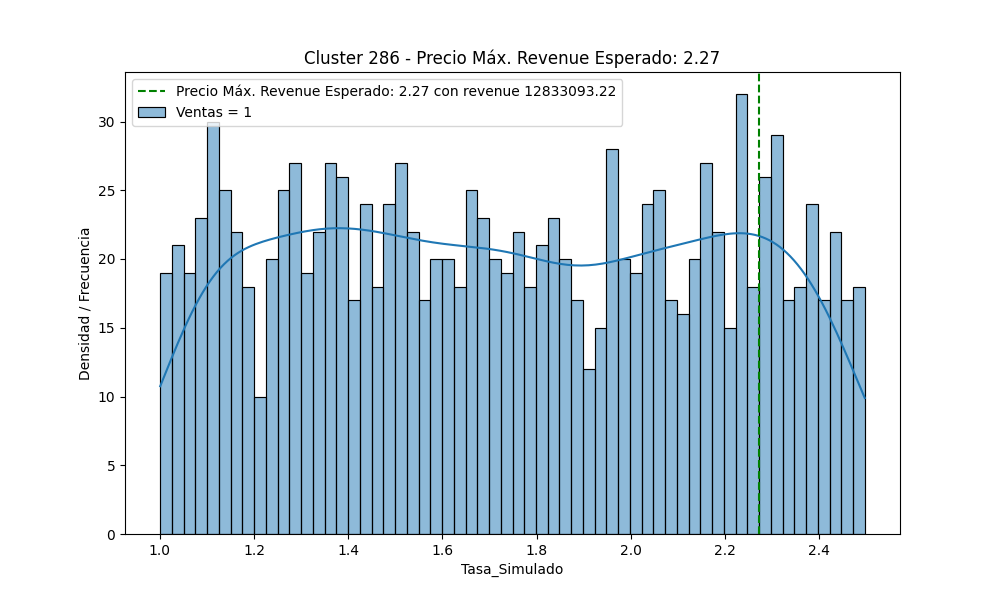 Cluster 286 - Precio Máx. Revenue Esperado: 2.27
Precio Máx. Revenue Esperado: 2.27 con revenue 12833093.22
Ventas = 1
Densidad / Frecuencia
30
25
20
15
10
5
0
1.0 1.2 1.4 1.6 1.8 2.0 2.2 2.4
Tasa_Simulado